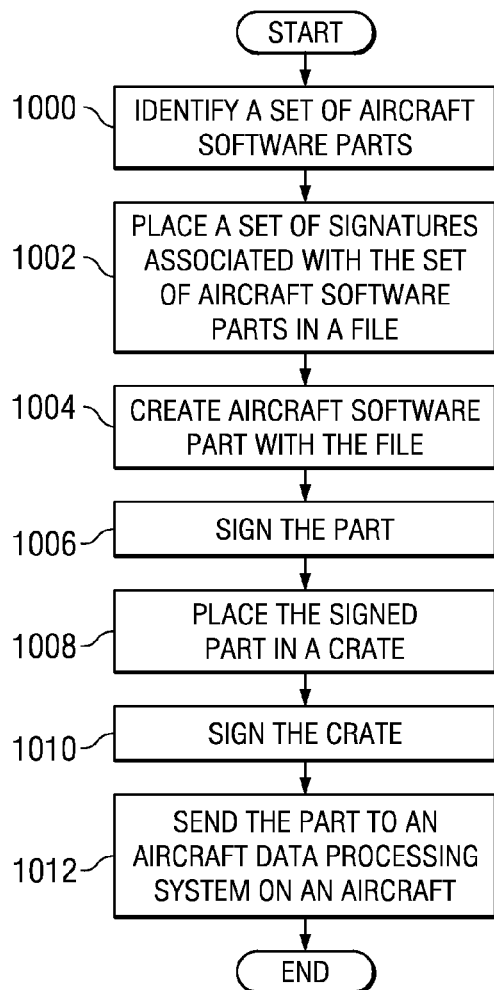 START
1000
IDENTIFY A SET OF AIRCRAFT
SOFTWARE PARTS
1002
PLACE A SET OF SIGNATURES
ASSOCIATED WITH THE SET
OF AIRCRAFT SOFTWARE
PARTS IN A FILE
1004
CREATE AIRCRAFT SOFTWARE
PART WITH THE FILE
1006
SIGN THE PART
1008
PLACE THE SIGNED
PART IN A CRATE
1010
SIGN THE CRATE
1012
SEND THE PART TO AN
AIRCRAFT DATA PROCESSING
SYSTEM ON AN AIRCRAFT
END